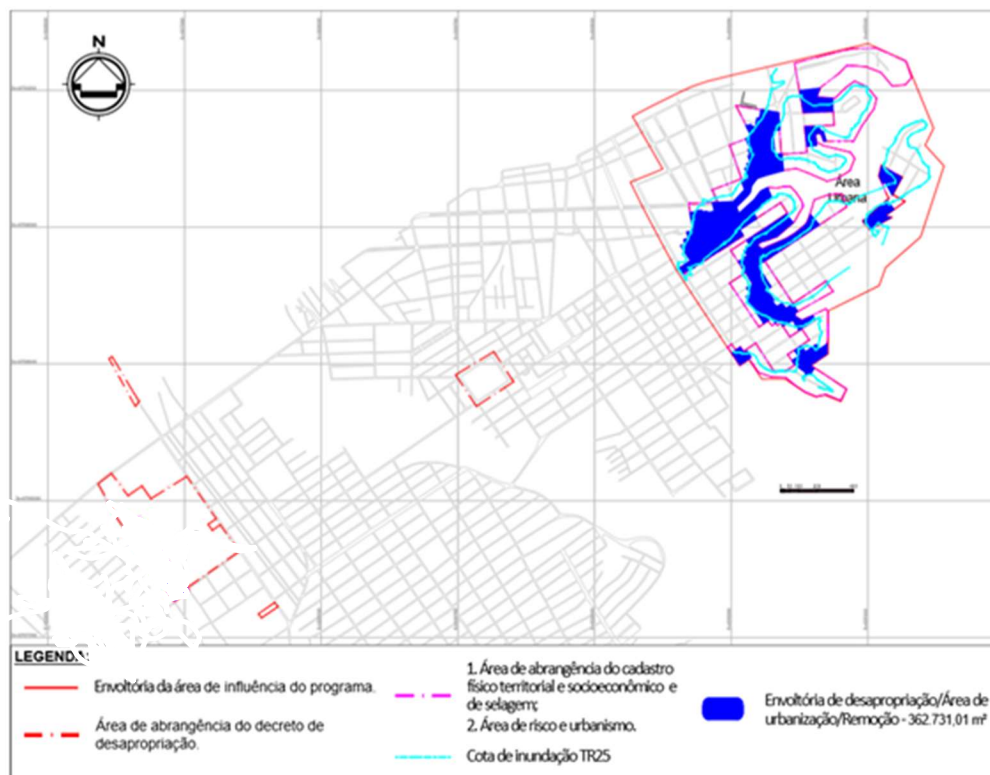 N
Área
Urbana
LEGENDA:
Envoltória da área de influência do programa.
Área de abrangência do decreto de
desapropriação.
1. Área de abrangência do cadastro
físico territorial e socioeconômico e
de selagem;
2. Área de risco e urbanismo.
Cota de inundação TR25
Envoltória de desapropriação/Área de
urbanização/Remoção - 362.731,01 m²